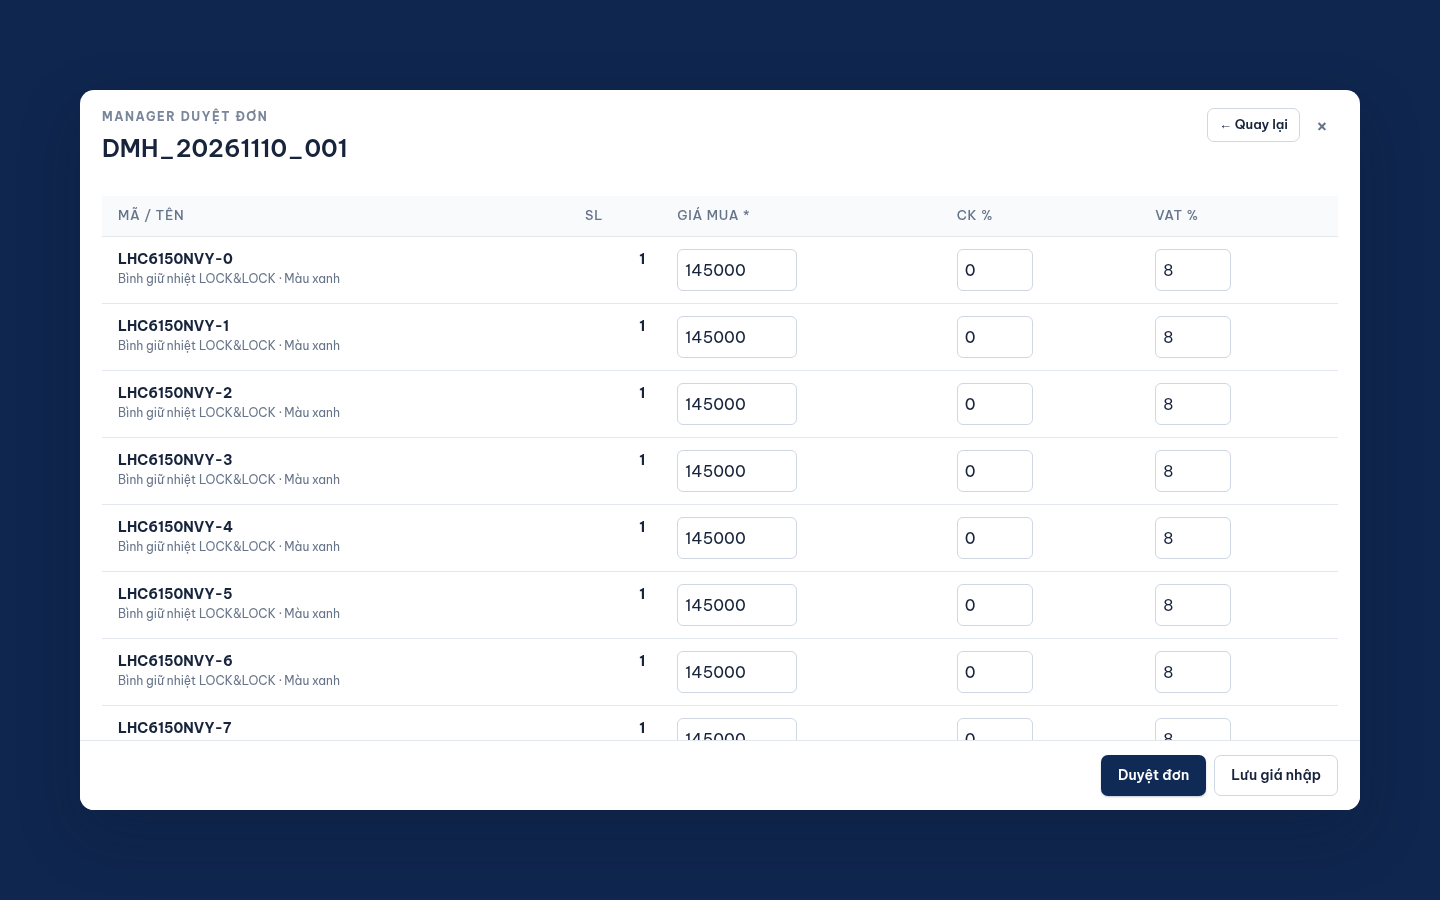 MANAGER DUYỆT ĐƠN
← Quay lại ×
DMH_20261110_001
MÃ / TÊN SL GIÁ MUA * CK % VAT %
LHC6150NVY-0 1 145000 0 8
Bình giữ nhiệt LOCK&LOCK · Màu xanh
LHC6150NVY-1 1 145000 0 8
Bình giữ nhiệt LOCK&LOCK · Màu xanh
LHC6150NVY-2 1 145000 0 8
Bình giữ nhiệt LOCK&LOCK · Màu xanh
LHC6150NVY-3 1 145000 0 8
Bình giữ nhiệt LOCK&LOCK · Màu xanh
LHC6150NVY-4 1 145000 0 8
Bình giữ nhiệt LOCK&LOCK · Màu xanh
LHC6150NVY-5 1 145000 0 8
Bình giữ nhiệt LOCK&LOCK · Màu xanh
LHC6150NVY-6 1 145000 0 8
Bình giữ nhiệt LOCK&LOCK · Màu xanh
LHC6150NVY-7 1 145000 0 8
Duyệt đơn Lưu giá nhập